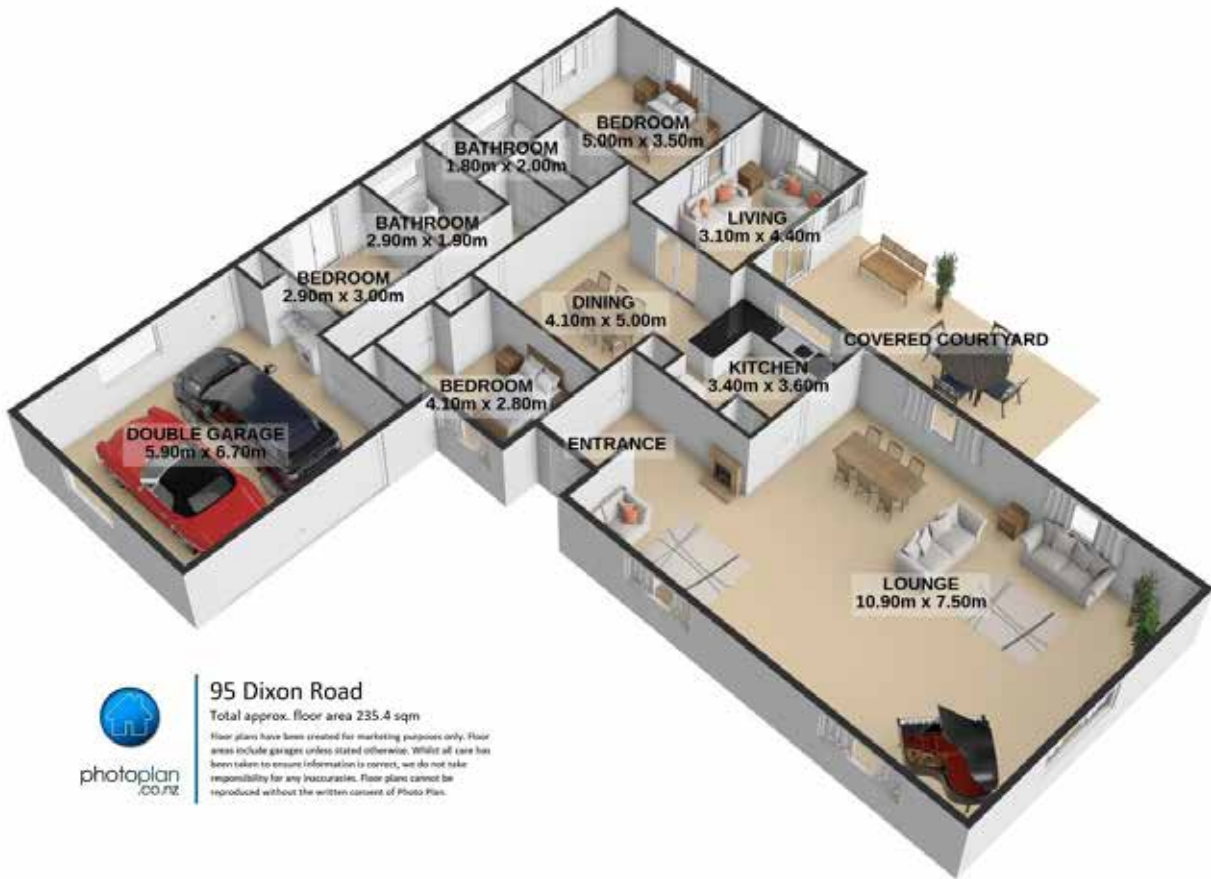 BEDROOM
5.00m x 3.50m
BATHROOM
1.80m x 2.00m
LIVING
3.10m x 4.40m
BATHROOM
2.90m x 1.90m
BEDROOM
2.90m x 3.00m
DINING
4.10m x 5.00m
COVERED COURTYARD
KITCHEN
3.40m x 3.60m
BEDROOM
4.10m x 2.80m
DOUBLE GARAGE
5.90m x 6.70m
ENTRANCE
LOUNGE
10.90m x 7.50m
photoplan
.co.nz
95 Dixon Road
Total approx. floor area 235.4 sqm
Floor plans have been created for marketing purposes only. Floor
areas include garages unless stated otherwise. Whilst all care has
been taken to ensure information is correct, we do not take
responsibility for any inaccuracies. Floor plans cannot be
reproduced without the written consent of Photo Plan.